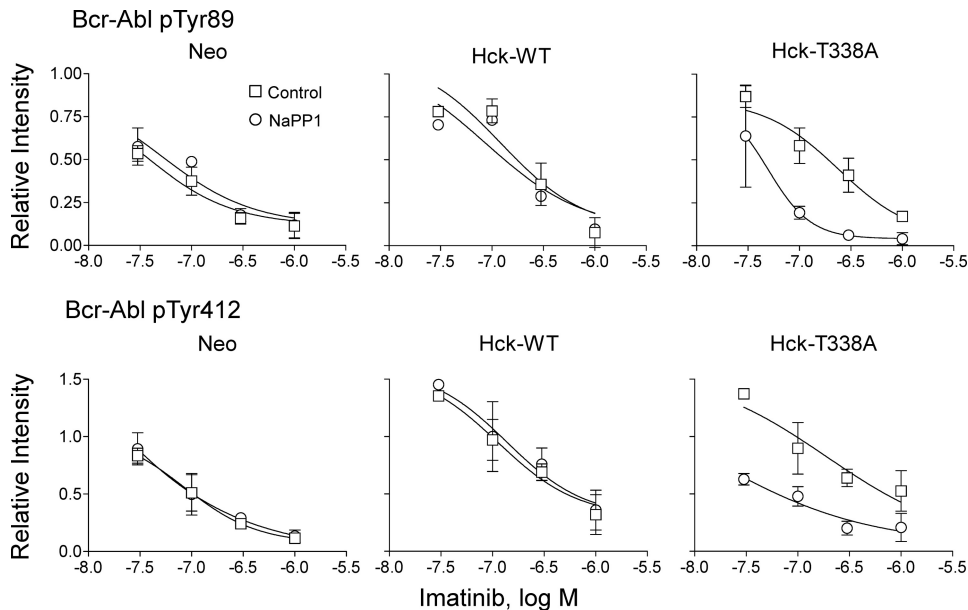 Bcr-Abl pTyr89
Neo
Hck-WT
Hck-T338A
Relative Intensity
1.00
0.75
0.50
0.25
0.00
Control
NaPP1
-8.0 -7.5 -7.0 -6.5 -6.0 -5.5
-8.0 -7.5 -7.0 -6.5 -6.0 -5.5
-8.0 -7.5 -7.0 -6.5 -6.0 -5.5
Bcr-Abl pTyr412
Neo
Hck-WT
Hck-T338A
Relative Intensity
1.5
1.0
0.5
0.0
-8.0 -7.5 -7.0 -6.5 -6.0 -5.5
-8.0 -7.5 -7.0 -6.5 -6.0 -5.5
-8.0 -7.5 -7.0 -6.5 -6.0 -5.5
Imatinib, log M